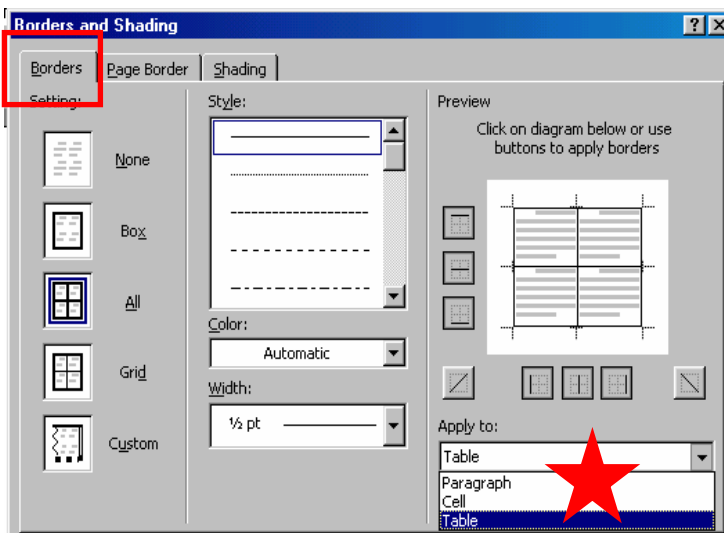 Borders and Shading
Borders
Page Border
Shading
Setting:
None
Box
All
Grid
Custom
Style:
Color:
Automatic
Width:
½ pt
Preview
Click on diagram below or use
buttons to apply borders
Apply to:
Table
Paragraph
Cell
Table